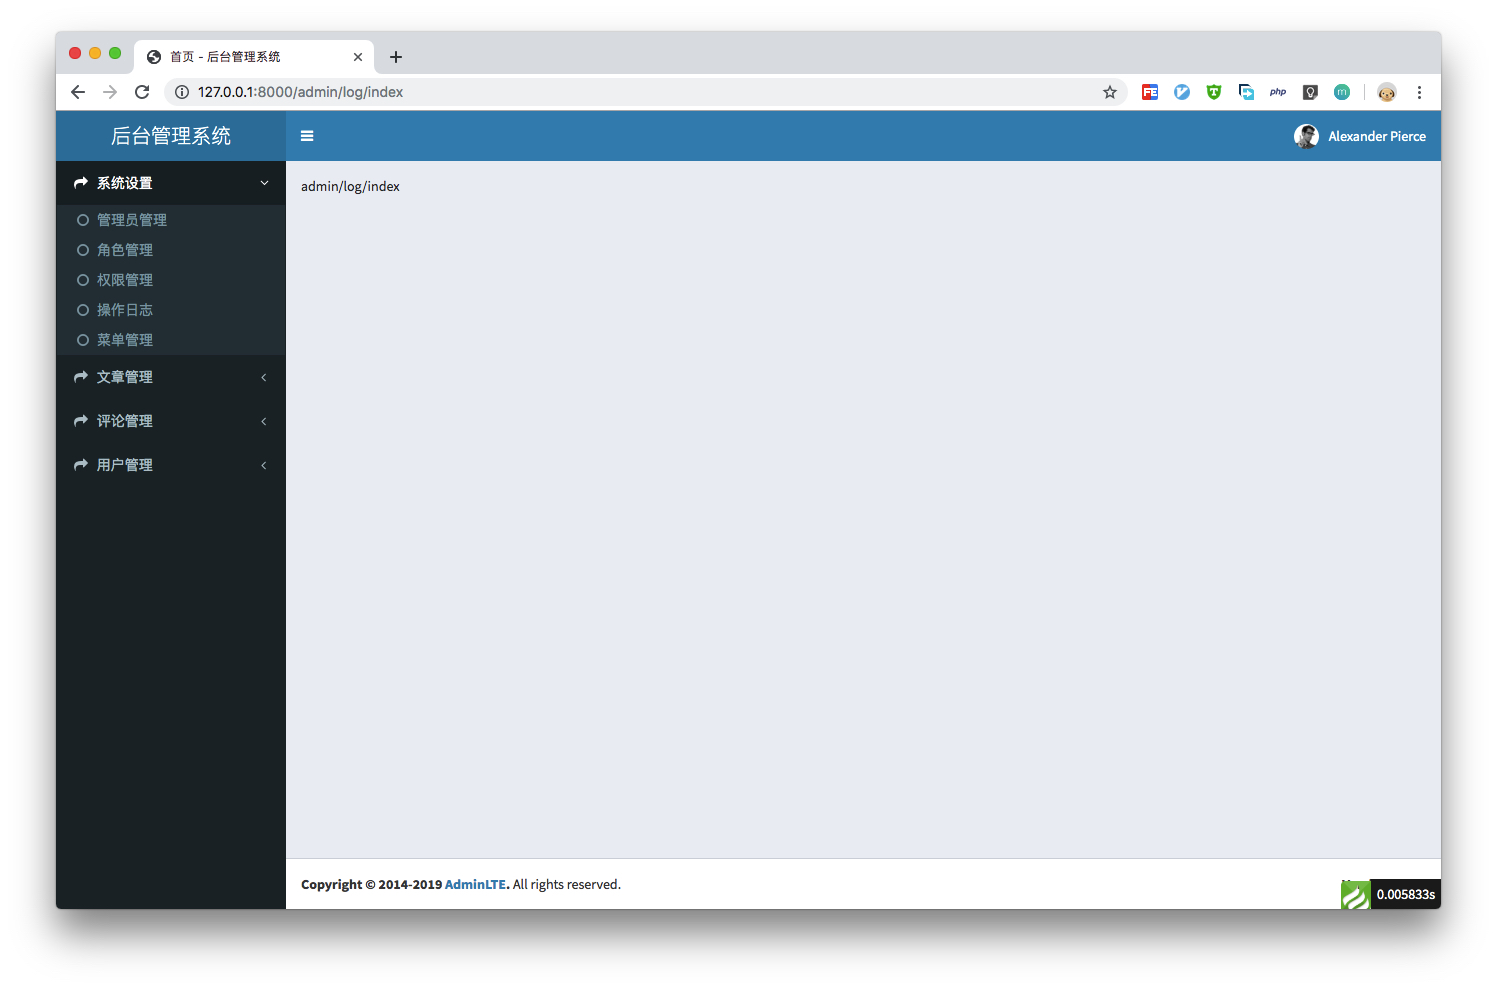 首页 - 后台管理系统
127.0.0.1:8000/admin/log/index
FE
php
m
后台管理系统
Alexander Pierce
系统设置
admin/log/index
管理员管理
角色管理
权限管理
操作日志
菜单管理
文章管理
评论管理
用户管理
Copyright © 2014-2019 AdminLTE. All rights reserved.
0.005833s